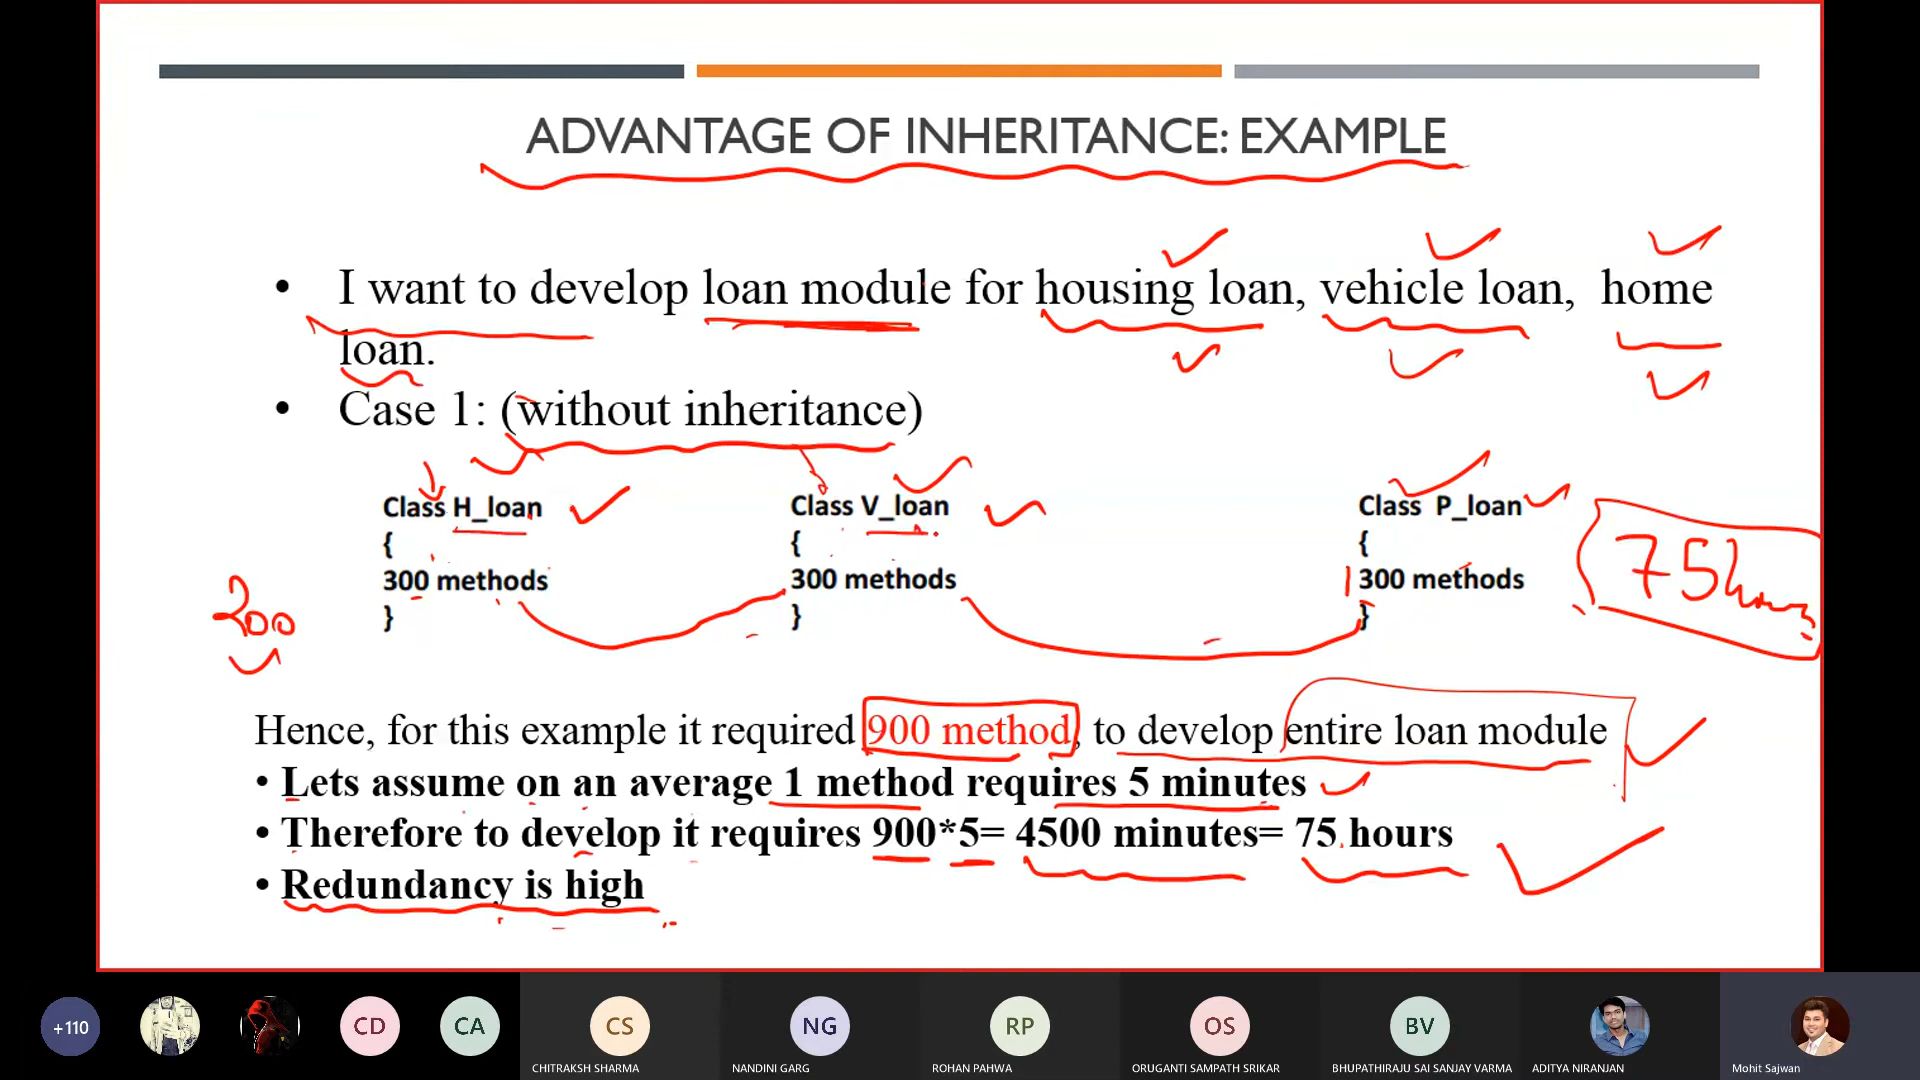 ADVANTAGE OF INHERITANCE: EXAMPLE
• I want to develop loan module for housing loan, vehicle loan, home
loan.
• Case 1: (without inheritance)
Class H_loan
{
300 methods
}
Class V_loan
{
300 methods
}
Class P_loan
{
300 methods
}
200
75 hours
Hence, for this example it required 900 method, to develop entire loan module
• Lets assume on an average 1 method requires 5 minutes
• Therefore to develop it requires 900*5= 4500 minutes= 75 hours
• Redundancy is high
+110
CD
CA
CS
NG
RP
OS
BV
CHITRAKSH SHARMA
NANDINI GARG
ROHAN PAHWA
ORUGANTI SAMPATH SRIKAR
BHUPATHIRAJU SAI SANJAY VARMA
ADITYA NIRANJAN
Mohit Sajwan